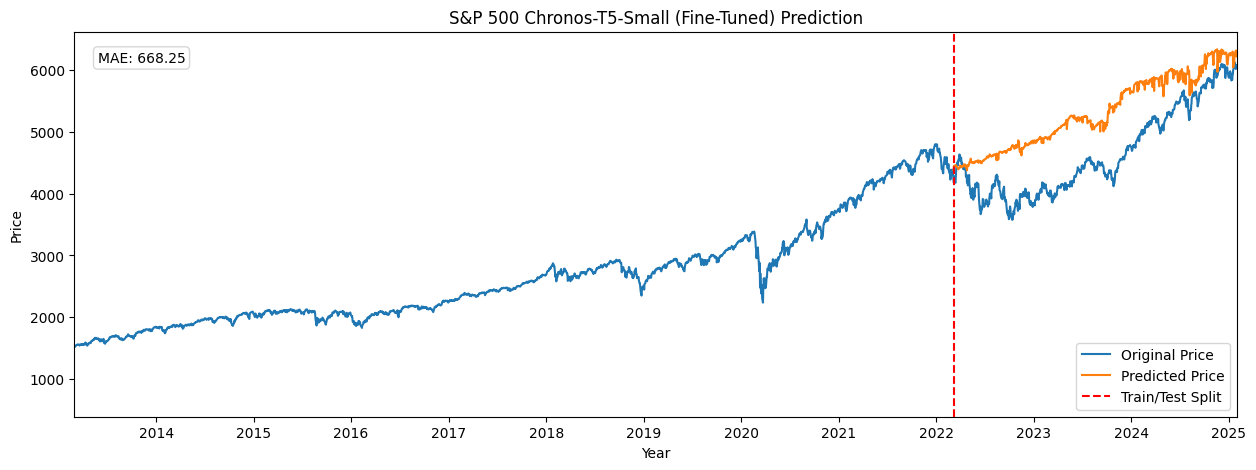 S&P 500 Chronos-T5-Small (Fine-Tuned) Prediction
MAE: 668.25
6000
5000
4000
3000
2000
1000
Price
Original Price
Predicted Price
Train/Test Split
2014 2015 2016 2017 2018 2019 2020 2021 2022 2023 2024 2025
Year